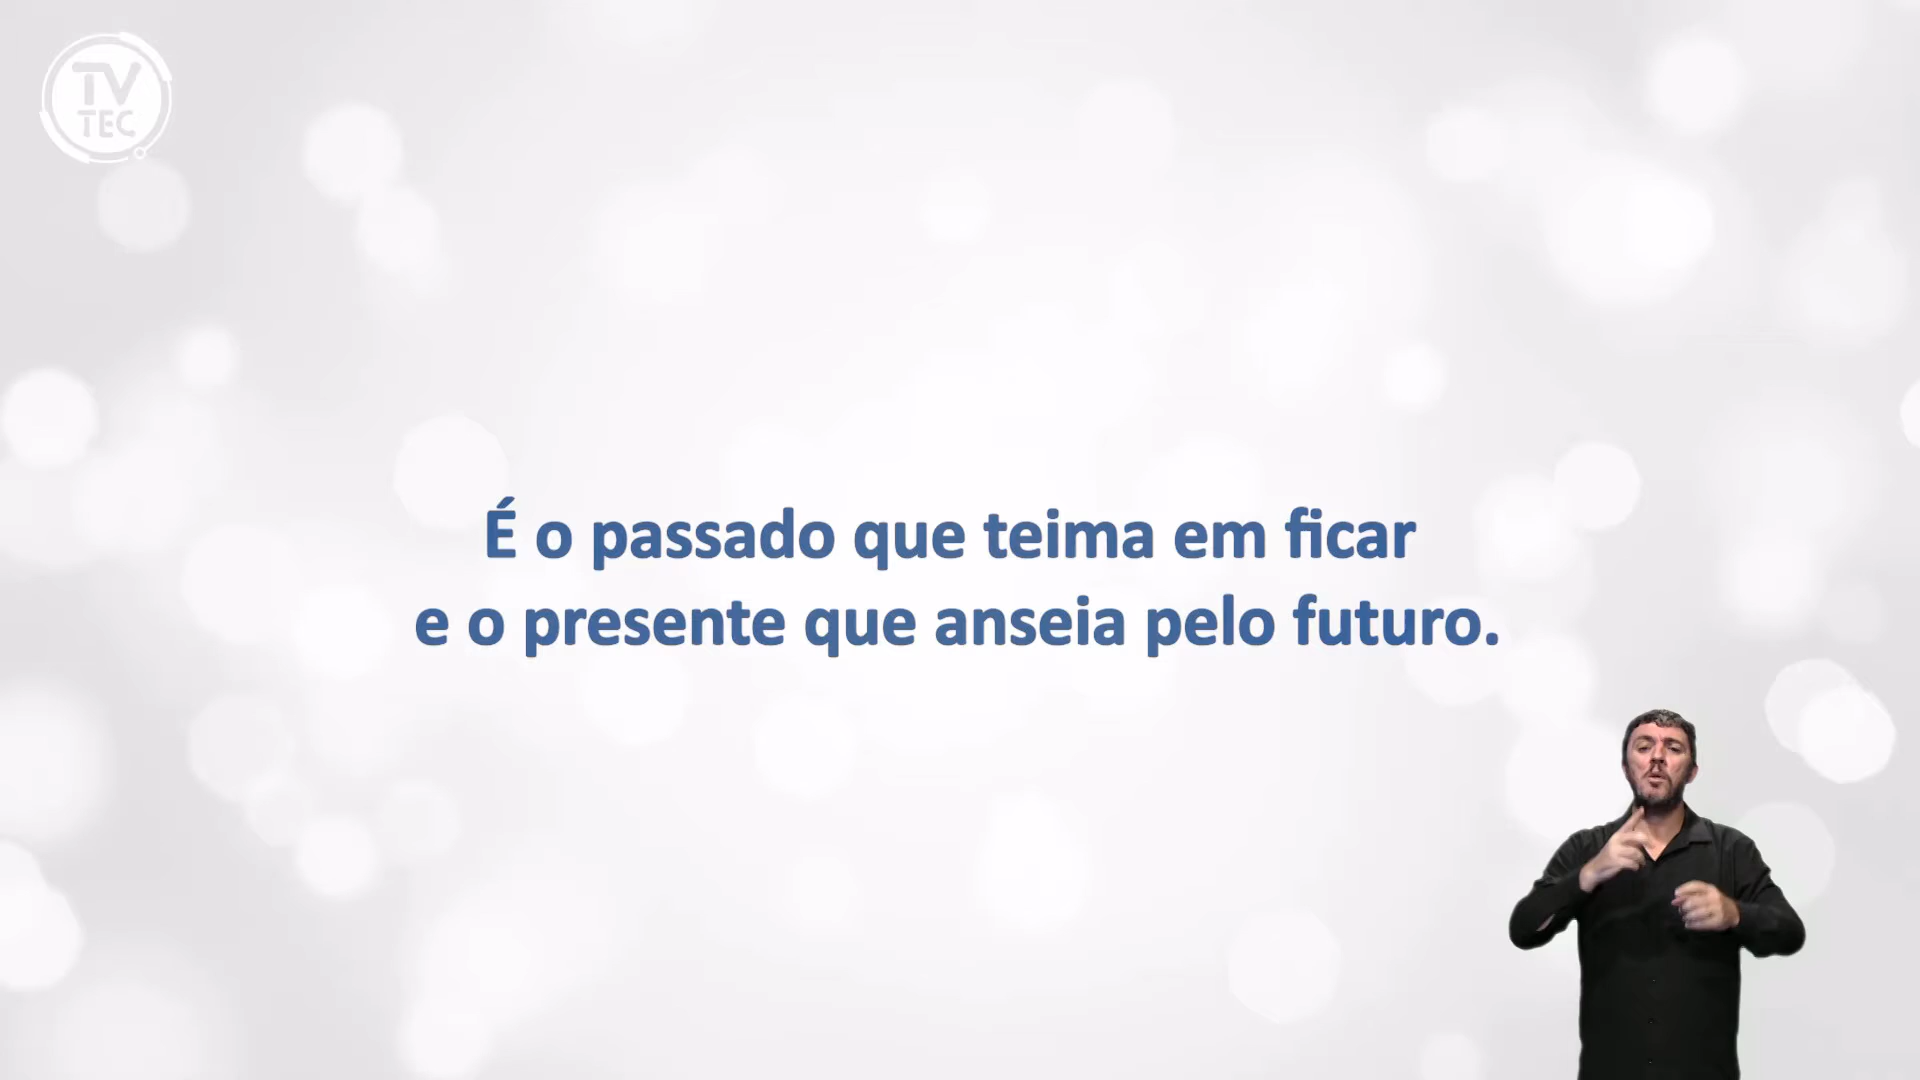 TV
TEC
É o passado que teima em ficar
e o presente que anseia pelo futuro.